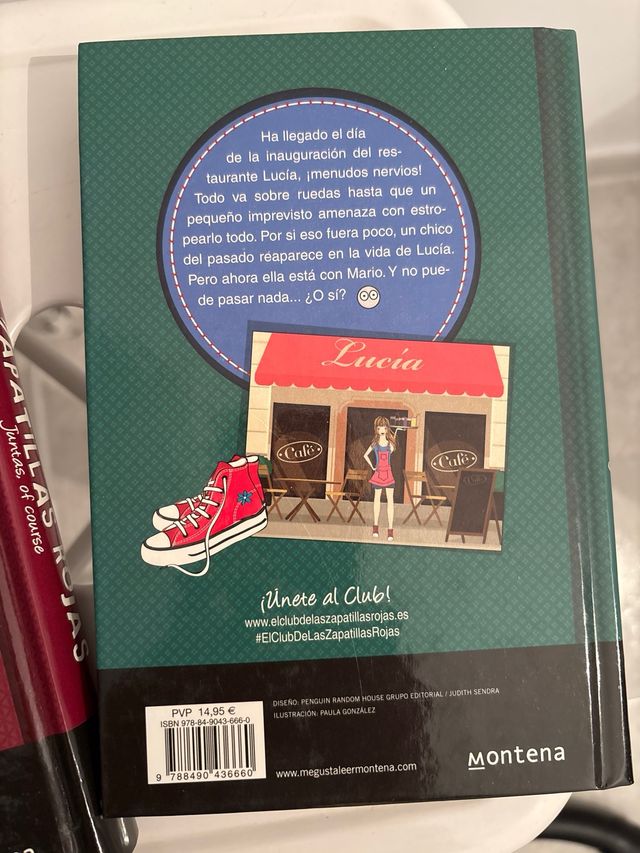 Ha llegado el día
de la inauguración del res-
taurante Lucía, ¡menudos nervios!
Todo va sobre ruedas hasta que un
pequeño imprevisto amenaza con estro-
pearlo todo. Por si eso fuera poco, un chico
del pasado reaparece en la vida de Lucía.
Pero ahora ella está con Mario. Y no pue-
de pasar nada... ¿O sí?
Lucía
Café
Café
¡Únete al Club!
www.elclubdelaszapatillasrojas.es
#ElClubDeLasZapatillasRojas
PVP 14,95 €
ISBN 978-84-9043-666-0
9 788490 436660
DISEÑO: PENGUIN RANDOM HOUSE GRUPO EDITORIAL / JUDITH SENDRA
ILUSTRACIÓN: PAULA GONZÁLEZ
www.megustaleermontena.com
Montena
ZAPATILLAS ROJAS
Juntas, of course